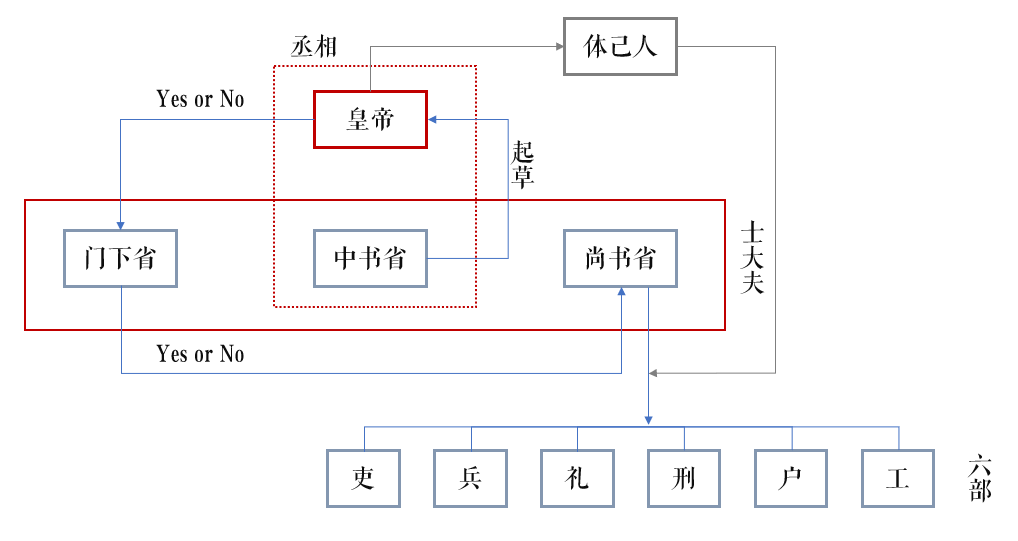 丞相
体己人
Yes or No
皇帝
起草
门下省
中书省
尚书省
士大夫
Yes or No
吏
兵
礼
刑
户
工
六部